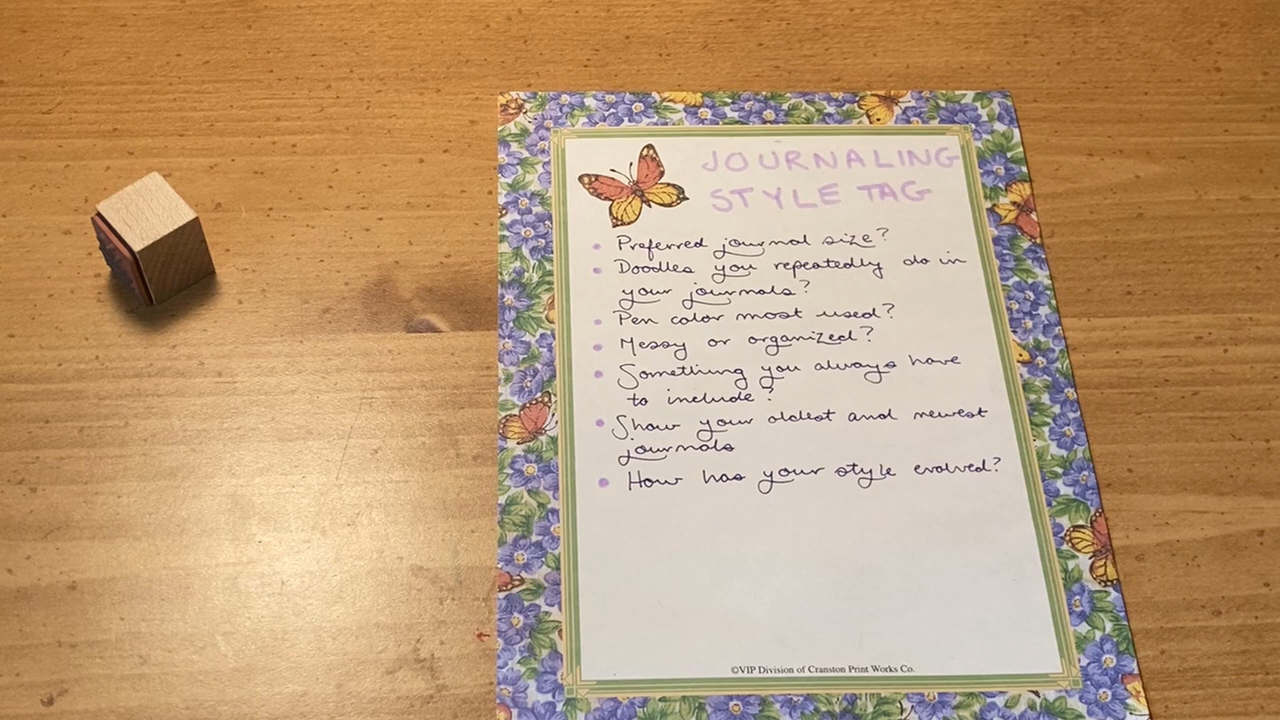 JOURNALING
STYLE TAG
• Preferred journal size?
• Doodles you repeatedly do in
your journals?
• Pen color most used?
• Messy or organized?
• Something you always have
to include?
• Show your oldest and newest
journals
• How has your style evolved?
©VIP Division of Cranston Print Works Co.